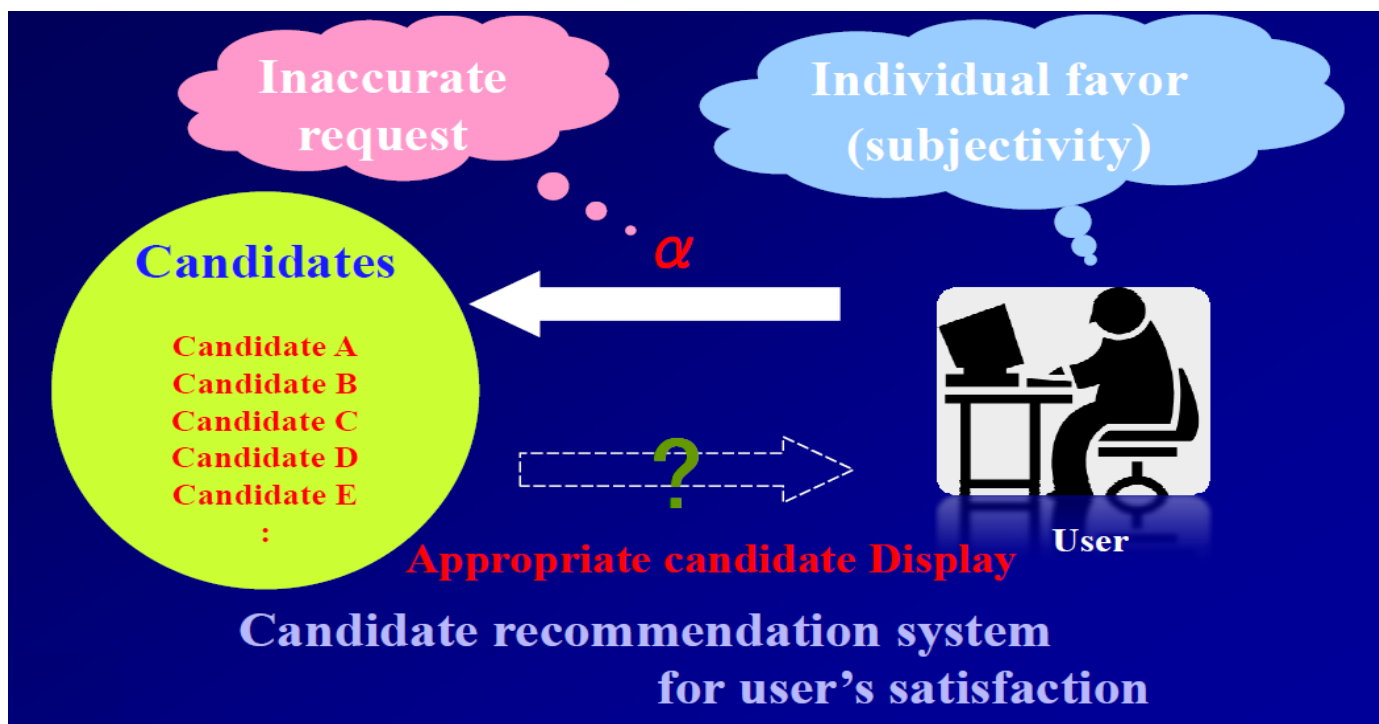 Inaccurate
request
Individual favor
(subjectivity)
α
Candidates
Candidate A
Candidate B
Candidate C
Candidate D
Candidate E
:
?
User
Appropriate candidate Display
Candidate recommendation system
for user’s satisfaction